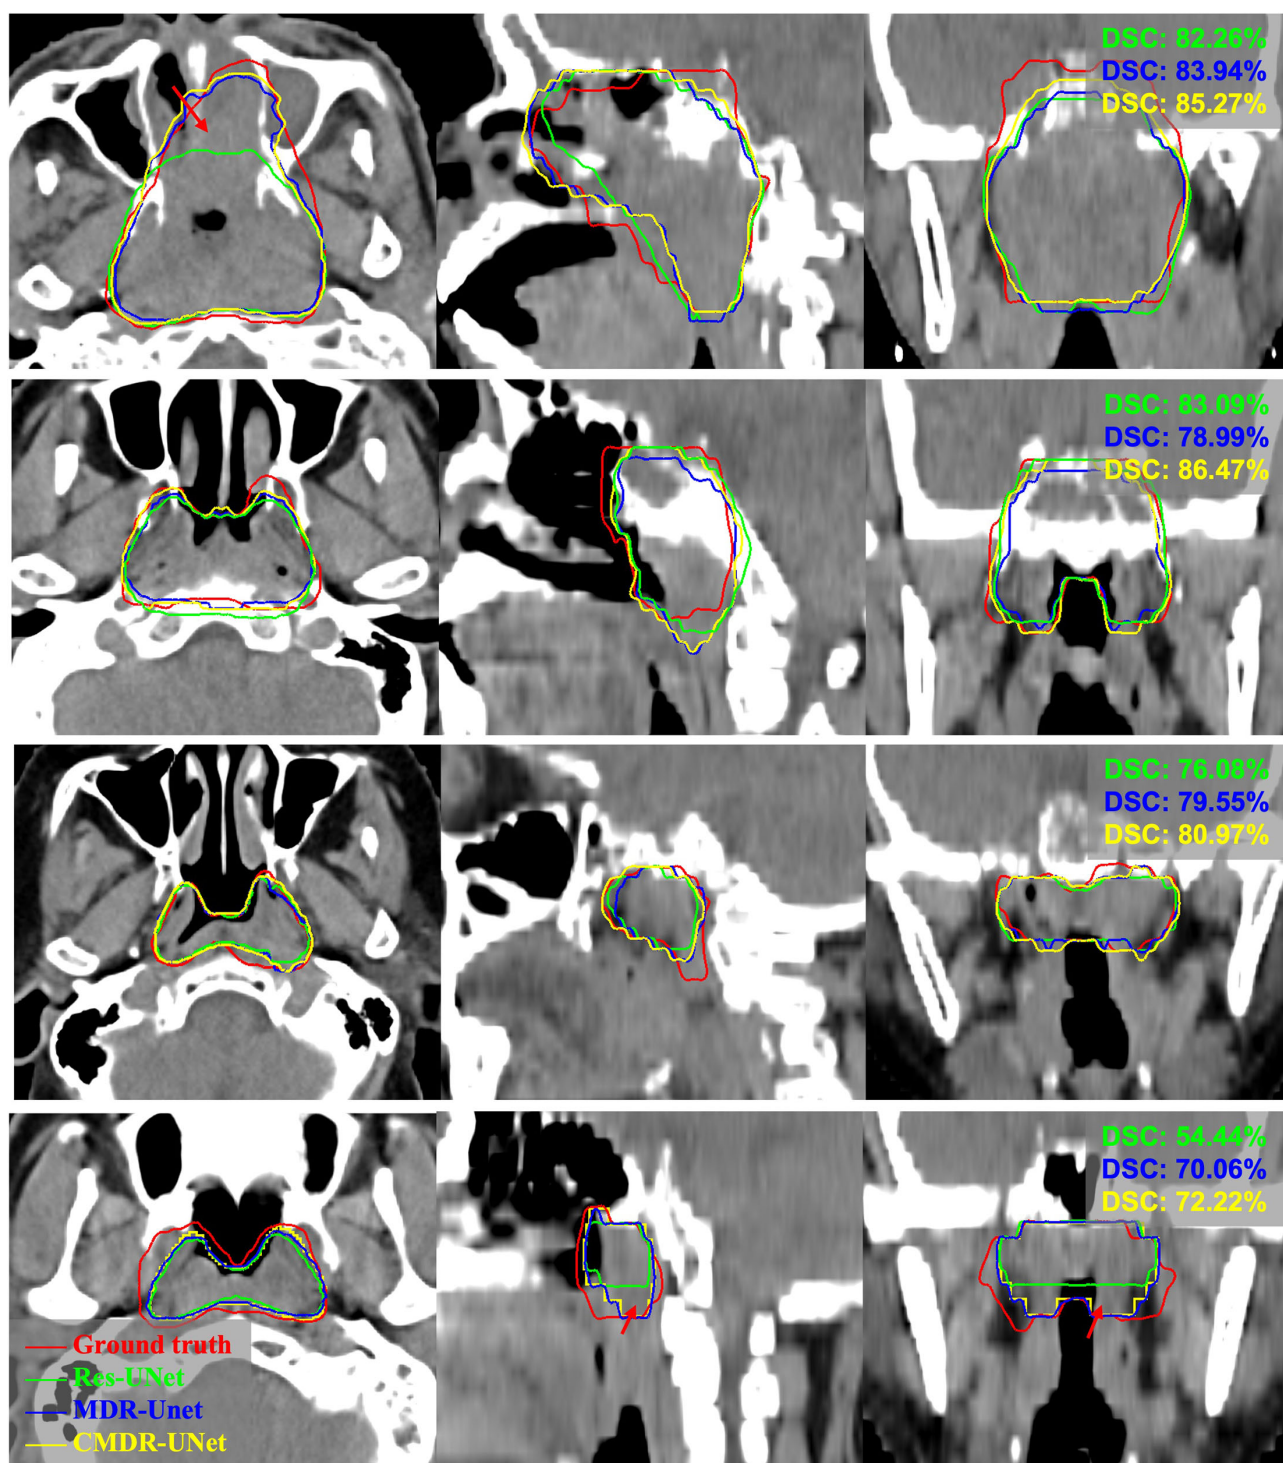 DSC: 82.26%
DSC: 83.94%
DSC: 85.27%
DSC: 83.09%
DSC: 78.99%
DSC: 86.47%
DSC: 76.08%
DSC: 79.55%
DSC: 80.97%
DSC: 54.44%
DSC: 70.06%
DSC: 72.22%
Ground truth
Res-UNet
MDR-Unet
CMDR-UNet